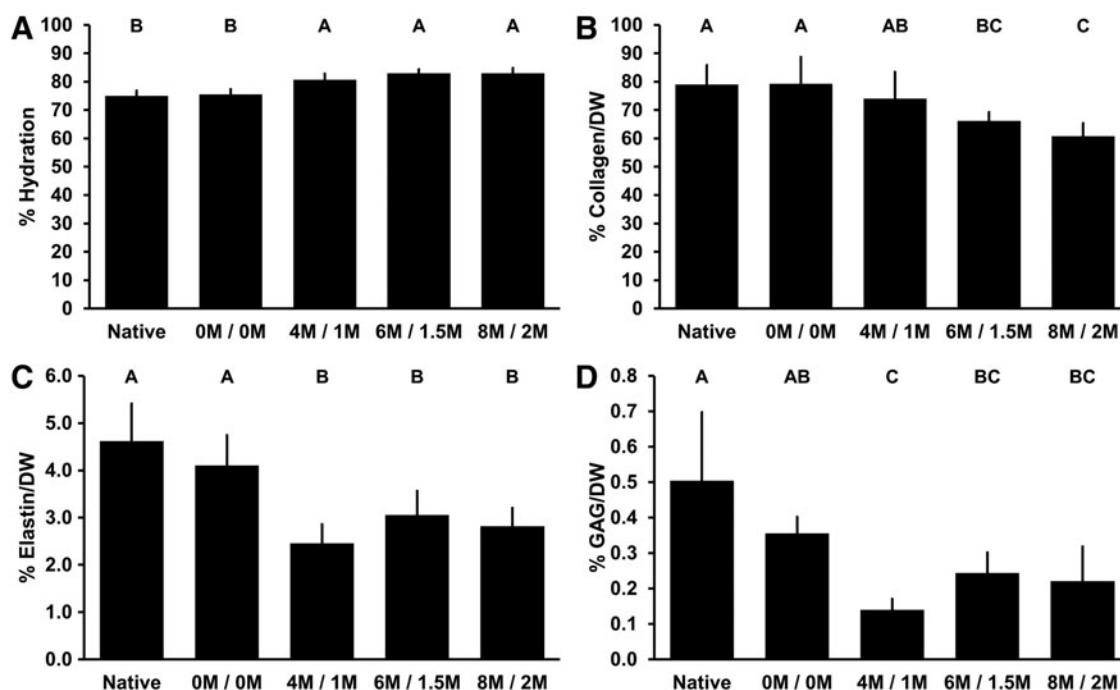 A
B B A A A
100
90
80
70
60
50
40
30
20
10
0
% Hydration
Native 0M / 0M 4M / 1M 6M / 1.5M 8M / 2M
B
A A AB BC C
100
90
80
70
60
50
40
30
20
10
0
% Collagen/DW
Native 0M / 0M 4M / 1M 6M / 1.5M 8M / 2M
C
A A B B B
6.0
5.0
4.0
3.0
2.0
1.0
0.0
% Elastin/DW
Native 0M / 0M 4M / 1M 6M / 1.5M 8M / 2M
D
A AB C BC BC
0.8
0.7
0.6
0.5
0.4
0.3
0.2
0.1
0.0
% GAG/DW
Native 0M / 0M 4M / 1M 6M / 1.5M 8M / 2M